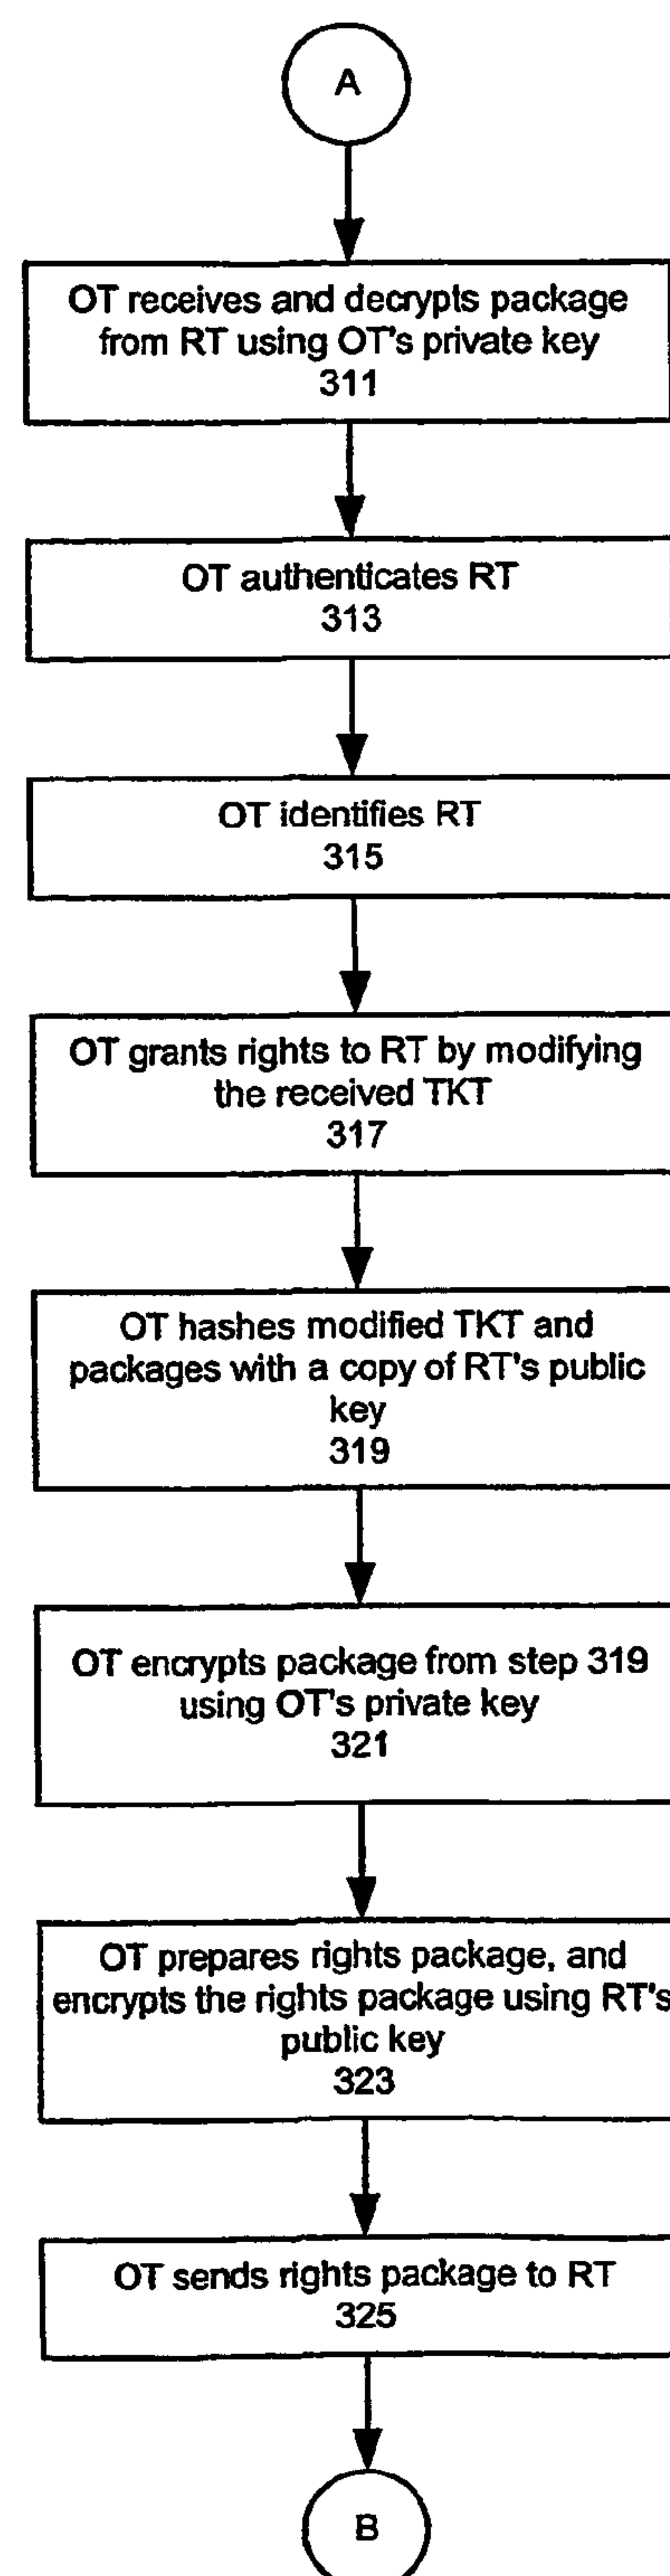 A
OT receives and decrypts package
from RT using OT's private key
311
OT authenticates RT
313
OT identifies RT
315
OT grants rights to RT by modifying
the received TKT
317
OT hashes modified TKT and
packages with a copy of RT's public
key
319
OT encrypts package from step 319
using OT's private key
321
OT prepares rights package, and
encrypts the rights package using RT's
public key
323
OT sends rights package to RT
325
B